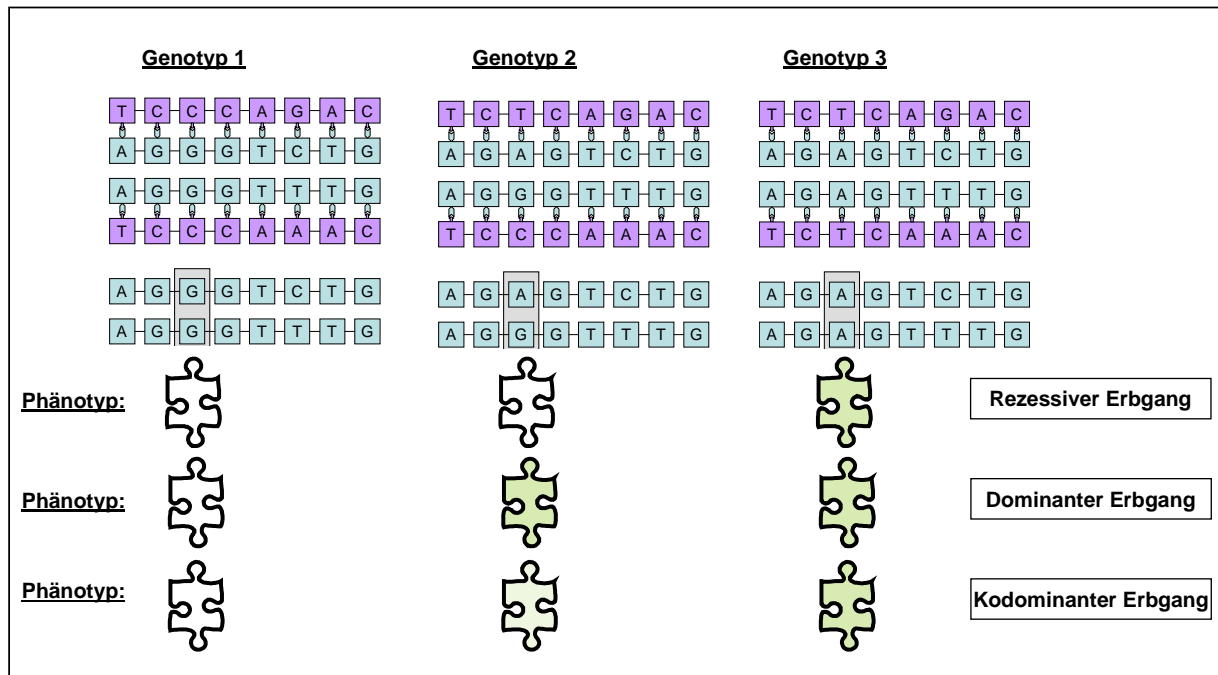 Genotyp 1 Genotyp 2 Genotyp 3
T C C C A G A C T C T C A G A C T C T C A G A C
A G G G T C T G A G A G T C T G A G A G T C T G
A G G G T T T G A G G G T T T G A G A G T T T G
T C C C A A A C T C C C A A A C T C T C A A A C
A G G G T C T G A G A G T C T G A G A G T C T G
A G G G T T T G A G G G T T T G A G A G T T T G
Phänotyp: Rezessiver Erbgang
Phänotyp: Dominanter Erbgang
Phänotyp: Kodominanter Erbgang